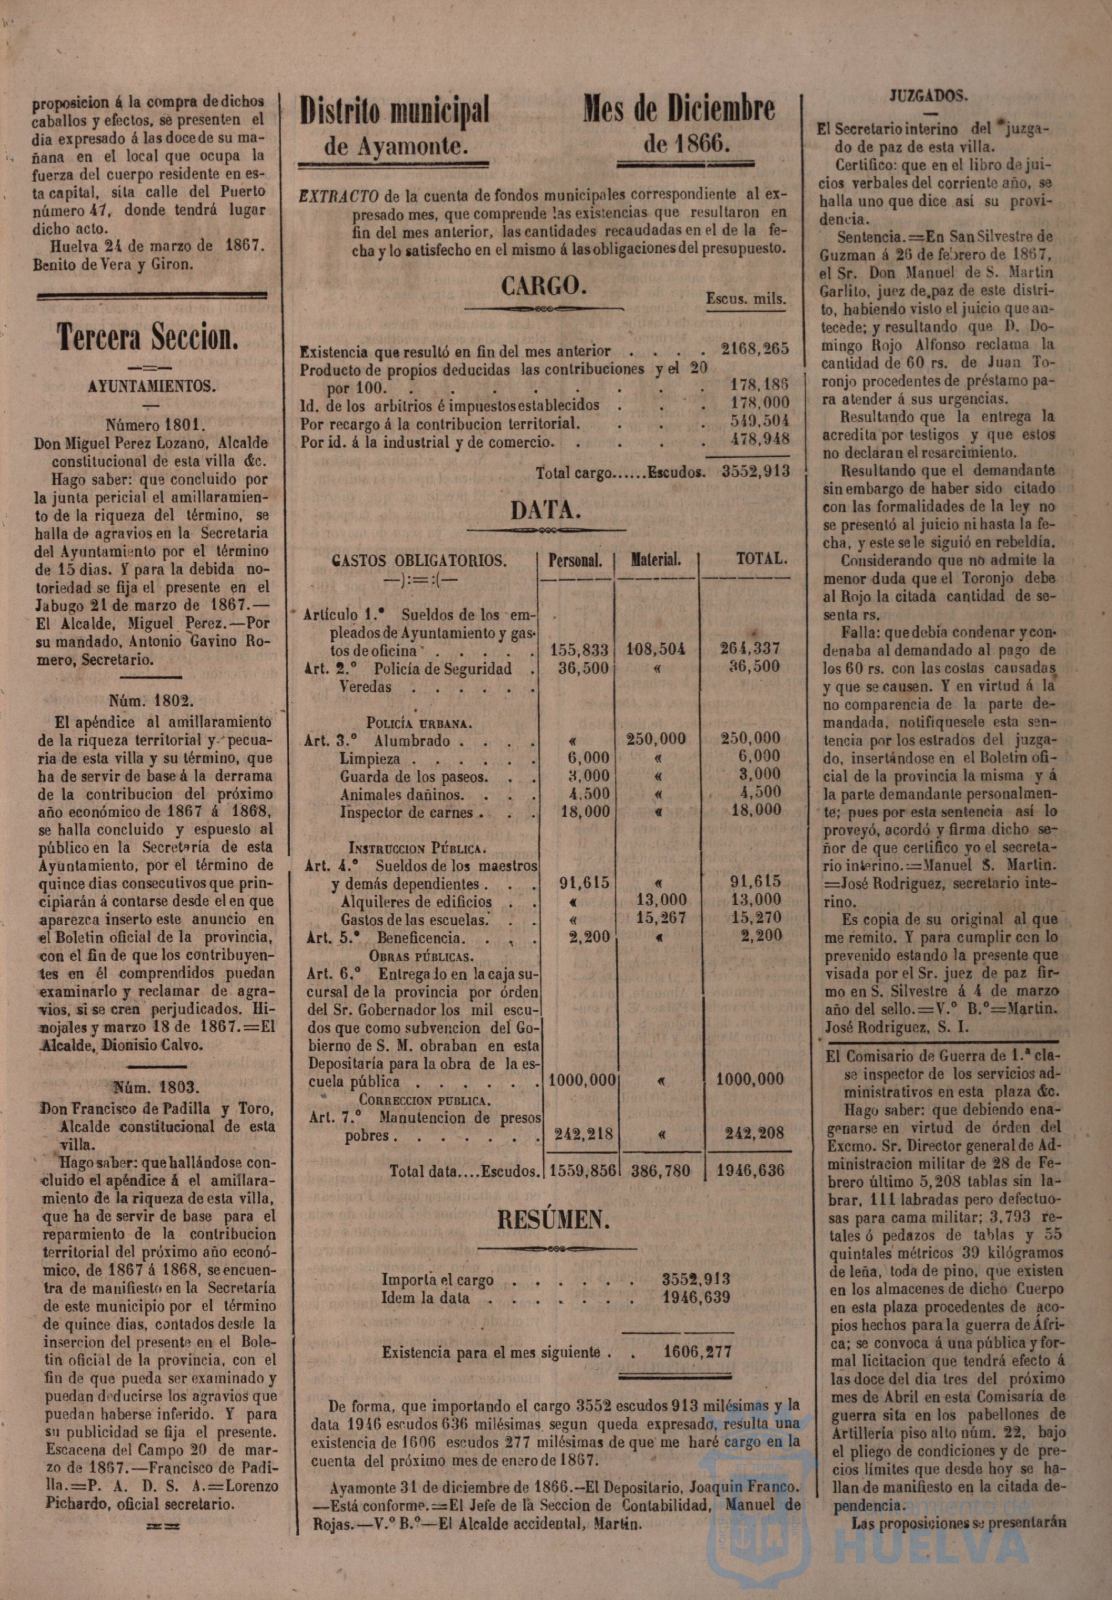 proposicion á la compra de dichos
caballos y efectos, se presenten el
dia expresado á las doce de su ma-
ñana en el local que ocupa la
fuerza del cuerpo residente en es-
ta capital, sita calle del Puerto
número 47, donde tendrá lugar
dicho acto.
Huelva 24 de marzo de 1867.
Benito de Vera y Giron.
Tercera Seccion.
AYUNTAMIENTOS.
Número 1801.
Don Miguel Perez Lozano, Alcalde
constitucional de esta villa &c.
Hago saber: que concluido por
la junta pericial el amillaramien-
to de la riqueza del término, se
halla de agravios en la Secretaria
del Ayuntamiento por el término
de 15 dias. Y para la debida no-
toriedad se fija el presente en el
Jabugo 21 de marzo de 1867.—
El Alcalde, Miguel Perez.—Por
su mandado, Antonio Gavino Ro-
mero, Secretario.
Núm. 1802.
El apéndice al amillaramiento
de la riqueza territorial y pecua-
ria de esta villa y su término, que
ha de servir de base á la derrama
de la contribucion del próximo
año económico de 1867 á 1868,
se halla concluido y espuesto al
público en la Secretaría de esta
Ayuntamiento, por el término de
quince dias consecutivos que prin-
cipiarán á contarse desde el en que
aparezca inserto este anuncio en
el Boletin oficial de la provincia,
con el fin de que los contribuyen-
tes en él comprendidos puedan
examinarlo y reclamar de agra-
vios, si se cren perjudicados. Hi-
nojales y marzo 18 de 1867.=El
Alcalde, Dionisio Calvo.
Núm. 1803.
Don Francisco de Padilla y Toro,
Alcalde constitucional de esta
villa.
Hago saber: que hallándose con-
cluido el apéndice á el amillara-
miento de la riqueza de esta villa,
que ha de servir de base para el
reparmiento de la contribucion
territorial del próximo año econó-
mico, de 1867 á 1868, se encuen-
tra de manifiesto en la Secretaría
de este municipio por el término
de quince dias, contados desde la
insercion del presente en el Bole-
tin oficial de la provincia, con el
fin de que pueda ser examinado y
puedan deducirse los agravios que
puedan haberse inferido. Y para
su publicidad se fija el presente.
Escacena del Campo 20 de mar-
zo de 1867.—Francisco de Padi-
lla.=P. A. D. S. A.=Lorenzo
Pichardo, oficial secretario.
Distrito municipal
de Ayamonte.
Mes de Diciembre
de 1866.
EXTRACTO de la cuenta de fondos municipales correspondiente al ex-
presado mes, que comprende las existencias que resultaron en
fin del mes anterior, las cantidades recaudadas en el de la fe-
cha y lo satisfecho en el mismo á las obligaciones del presupuesto.
CARGO.
Escus. mils.
Existencia que resultó en fin del mes anterior . . . . 2168,265
Producto de propios deducidas las contribuciones y el 20
por 100. . . . . . . . . 178,186
Id. de los arbitrios é impuestos establecidos . . . 178,000
Por recargo á la contribucion territorial. . . . 549,504
Por id. á la industrial y de comercio. . . . . 478,948
Total cargo......Escudos. 3552,913
DATA.
GASTOS OBLIGATORIOS. Personal. Material. TOTAL.
—):=:(—
Artículo 1.º Sueldos de los em-
pleados de Ayuntamiento y gas-
tos de oficina . . . . . 155,833 108,504 264,337
Art. 2.º Policía de Seguridad . 36,500 « 36,500
Veredas . . . . . .
POLICÍA URBANA.
Art. 3.º Alumbrado . . . . « 250,000 250,000
Limpieza . . . . . . 6,000 « 6,000
Guarda de los paseos. . . 3,000 « 3,000
Animales dañinos. . . . 4,500 « 4,500
Inspector de carnes . . . 18,000 « 18,000
INSTRUCCION PÚBLICA.
Art. 4.º Sueldos de los maestros
y demás dependientes . . . 91,615 « 91,615
Alquileres de edificios . . « 13,000 13,000
Gastos de las escuelas. . . « 15,267 15,270
Art. 5.º Beneficencia. . . . 2,200 « 2,200
OBRAS PÚBLICAS.
Art. 6.º Entregado en la caja su-
cursal de la provincia por órden
del Sr. Gobernador los mil escu-
dos que como subvencion del Go-
bierno de S. M. obraban en esta
Depositaría para la obra de la es-
cuela pública . . . . . . 1000,000 « 1000,000
CORRECCION PUBLICA.
Art. 7.º Manutencion de presos
pobres . . . . . . . 242,218 « 242,208
Total data....Escudos. 1559,856 386,780 1946,636
RESÚMEN.
Importa el cargo . . . . . . 3552,913
Idem la data . . . . . . . 1946,639
Existencia para el mes siguiente . . 1606,277
De forma, que importando el cargo 3552 escudos 913 milésimas y la
data 1946 escudos 636 milésimas segun queda expresado, resulta una
existencia de 1606 escudos 277 milésimas de que me haré cargo en la
cuenta del próximo mes de enero de 1867.
Ayamonte 31 de diciembre de 1866.--El Depositario, Joaquin Franco.
—Está conforme.=El Jefe de la Seccion de Contabilidad, Manuel de
Rojas.—V.º B.º—El Alcalde accidental, Martin.
JUZGADOS.
El Secretario interino del juzga-
do de paz de esta villa.
Certifico: que en el libro de jui-
cios verbales del corriente año, se
halla uno que dice así su provi-
dencia.
Sentencia.=En San Silvestre de
Guzman á 26 de febrero de 1867,
el Sr. Don Manuel de S. Martin
Garlito, juez de paz de este distri-
to, habiendo visto el juicio que an-
tecede; y resultando que D. Do-
mingo Rojo Alfonso reclama la
cantidad de 60 rs. de Juan To-
ronjo procedentes de préstamo pa-
ra atender á sus urgencias.
Resultando que la entrega la
acredita por testigos y que estos
no declaran el resarcimiento.
Resultando que el demandante
sin embargo de haber sido citado
con las formalidades de la ley no
se presentó al juicio ni hasta la fe-
cha, y este se le siguió en rebeldía.
Considerando que no admite la
menor duda que el Toronjo debe
al Rojo la citada cantidad de se-
senta rs.
Falla: que debia condenar y con-
denaba al demandado al pago de
los 60 rs. con las costas causadas
y que se causen. Y en virtud á la
no comparencia de la parte de-
mandada, notifiquesele esta sen-
tencia por los estrados del juzga-
do, insertándose en el Boletin ofi-
cial de la provincia la misma y á
la parte demandante personalmen-
te; pues por esta sentencia así lo
proveyó, acordó y firma dicho se-
ñor de que certifico yo el secreta-
rio interino.=Manuel S. Martin.
=José Rodriguez, secretario inte-
rino.
Es copia de su original al que
me remito. Y para cumplir con lo
prevenido estando la presente que
visada por el Sr. juez de paz fir-
mo en S. Silvestre á 4 de marzo
año del sello.=V.º B.º=Martin.
José Rodriguez, S. I.
El Comisario de Guerra de 1.ª cla-
se inspector de los servicios ad-
ministrativos en esta plaza &c.
Hago saber: que debiendo ena-
genarse en virtud de órden del
Excmo. Sr. Director general de Ad-
ministracion militar de 28 de Fe-
brero último 5,208 tablas sin la-
brar, 111 labradas pero defectuo-
sas para cama militar; 3,793 re-
tales ó pedazos de tablas y 55
quintales métricos 39 kilógramos
de leña, toda de pino, que existen
en los almacenes de dicho Cuerpo
en esta plaza procedentes de aco-
pios hechos para la guerra de Áfri-
ca; se convoca á una pública y for-
mal licitacion que tendrá efecto á
las doce del dia tres del próximo
mes de Abril en esta Comisaría de
guerra sita en los pabellones de
Artillería piso alto núm. 22, bajo
el pliego de condiciones y de pre-
cios límites que desde hoy se ha-
llan de manifiesto en la citada de-
pendencia.
Las proposiciones se presentarán
HUELVA